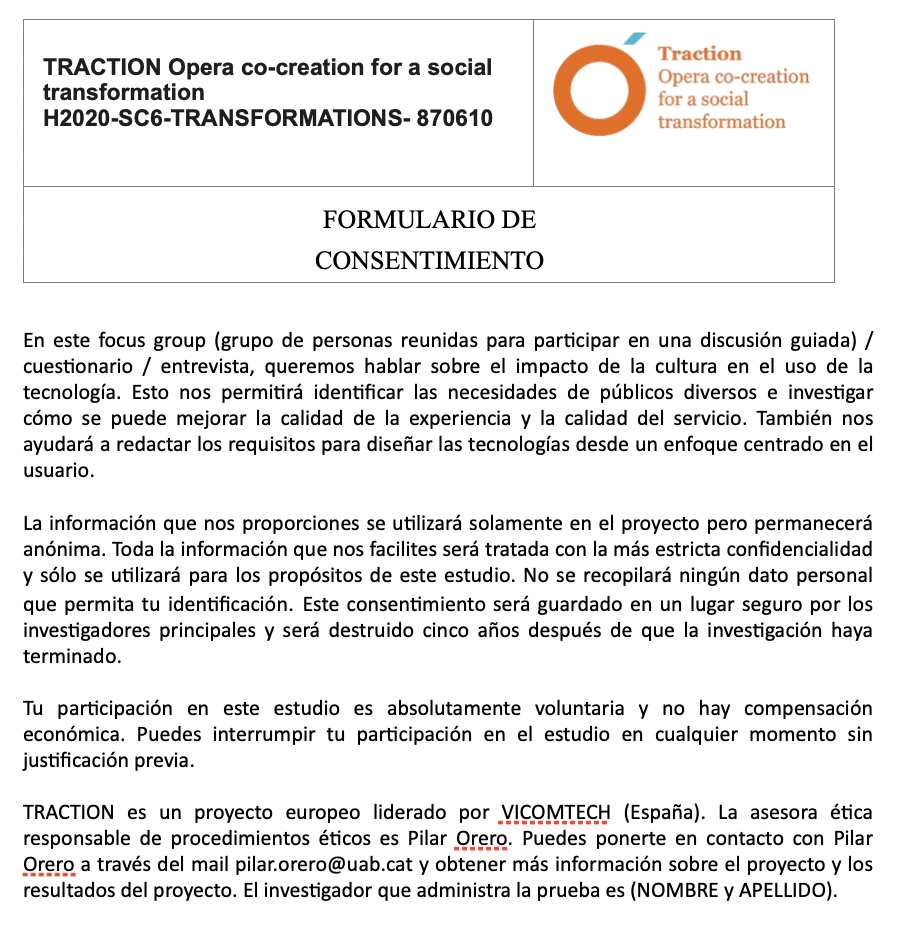 TRACTION Opera co-creation for a social
transformation
H2020-SC6-TRANSFORMATIONS- 870610
Traction
Opera co-creation
for a social
transformation
FORMULARIO DE
CONSENTIMIENTO
En este focus group (grupo de personas reunidas para participar en una discusión guiada) /
cuestionario / entrevista, queremos hablar sobre el impacto de la cultura en el uso de la
tecnología. Esto nos permitirá identificar las necesidades de públicos diversos e investigar
cómo se puede mejorar la calidad de la experiencia y la calidad del servicio. También nos
ayudará a redactar los requisitos para diseñar las tecnologías desde un enfoque centrado en el
usuario.
La información que nos proporciones se utilizará solamente en el proyecto pero permanecerá
anónima. Toda la información que nos facilites será tratada con la más estricta confidencialidad
y sólo se utilizará para los propósitos de este estudio. No se recopilará ningún dato personal
que permita tu identificación. Este consentimiento será guardado en un lugar seguro por los
investigadores principales y será destruido cinco años después de que la investigación haya
terminado.
Tu participación en este estudio es absolutamente voluntaria y no hay compensación
económica. Puedes interrumpir tu participación en el estudio en cualquier momento sin
justificación previa.
TRACTION es un proyecto europeo liderado por VICOMTECH (España). La asesora ética
responsable de procedimientos éticos es Pilar Orero. Puedes ponerte en contacto con Pilar
Orero a través del mail pilar.orero@uab.cat y obtener más información sobre el proyecto y los
resultados del proyecto. El investigador que administra la prueba es (NOMBRE y APELLIDO).